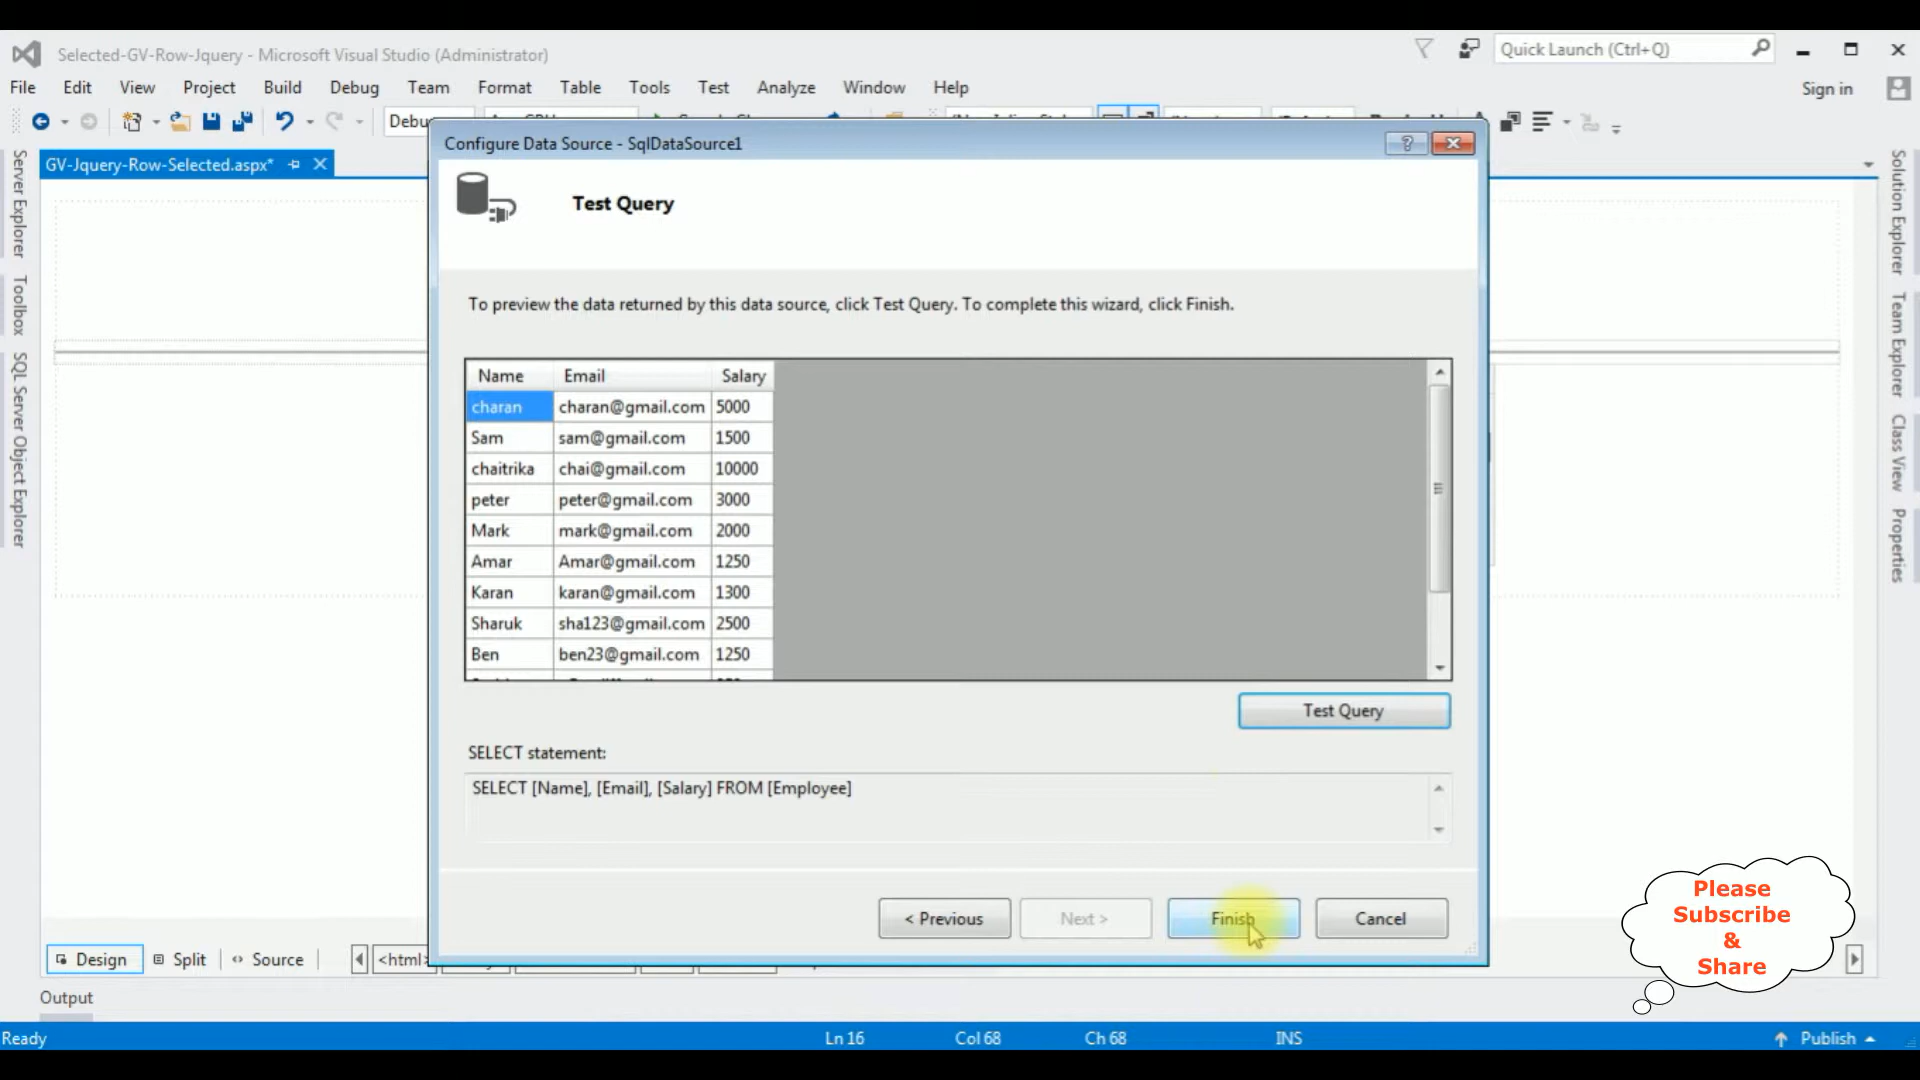 Selected-GV-Row-Jquery - Microsoft Visual Studio (Administrator)
Quick Launch (Ctrl+Q)
File Edit View Project Build Debug Team Format Table Tools Test Analyze Window Help
Sign in
Configure Data Source - SqlDataSource1
GV-Jquery-Row-Selected.aspx*
Test Query
To preview the data returned by this data source, click Test Query. To complete this wizard, click Finish.
Name Email Salary
charan charan@gmail.com 5000
Sam sam@gmail.com 1500
chaitrika chai@gmail.com 10000
peter peter@gmail.com 3000
Mark mark@gmail.com 2000
Amar Amar@gmail.com 1250
Karan karan@gmail.com 1300
Sharuk sha123@gmail.com 2500
Ben ben23@gmail.com 1250
Test Query
SELECT statement:
SELECT [Name], [Email], [Salary] FROM [Employee]
< Previous Next > Finish Cancel
Server Explorer
Toolbox
SQL Server Object Explorer
Solution Explorer
Team Explorer
Class View
Properties
Please
Subscribe
&
Share
Design Split Source <html>
Output
Ready Ln 16 Col 68 Ch 68 INS Publish